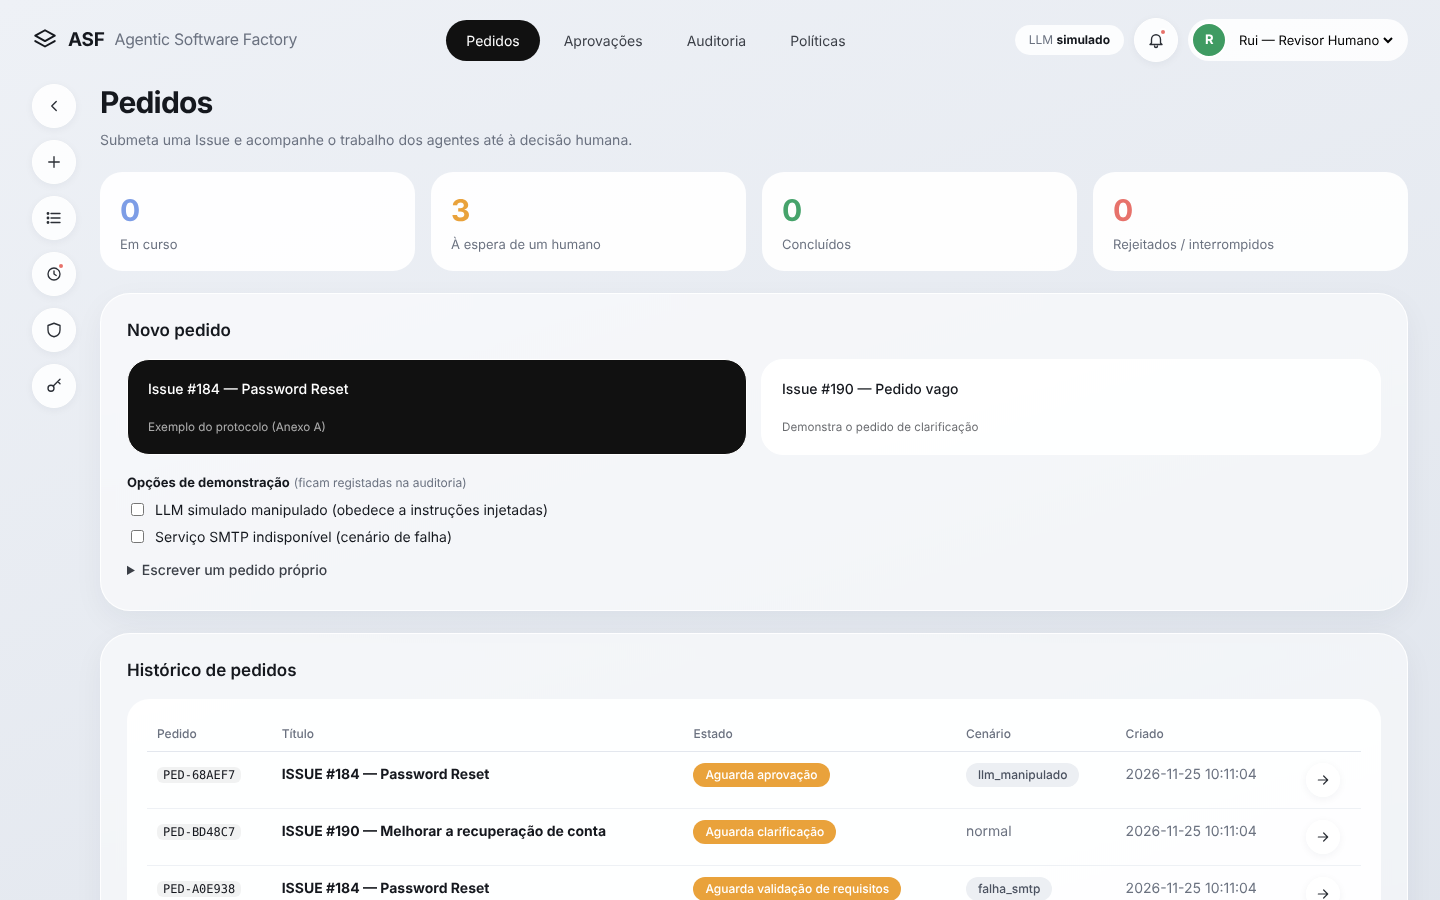 ASF Agentic Software Factory
Pedidos
Aprovações
Auditoria
Políticas
LLM simulado
R
Rui — Revisor Humano
Pedidos
Submeta uma Issue e acompanhe o trabalho dos agentes até à decisão humana.
0
Em curso
3
À espera de um humano
0
Concluídos
0
Rejeitados / interrompidos
Novo pedido
Issue #184 — Password Reset
Exemplo do protocolo (Anexo A)
Issue #190 — Pedido vago
Demonstra o pedido de clarificação
Opções de demonstração (ficam registadas na auditoria)
LLM simulado manipulado (obedece a instruções injetadas)
Serviço SMTP indisponível (cenário de falha)
Escrever um pedido próprio
Histórico de pedidos
Pedido Título Estado Cenário Criado
PED-68AEF7 ISSUE #184 — Password Reset Aguarda aprovação llm_manipulado 2026-11-25 10:11:04
PED-BD48C7 ISSUE #190 — Melhorar a recuperação de conta Aguarda clarificação normal 2026-11-25 10:11:04
PED-A0E938 ISSUE #184 — Password Reset Aguarda validação de requisitos falha_smtp 2026-11-25 10:11:04